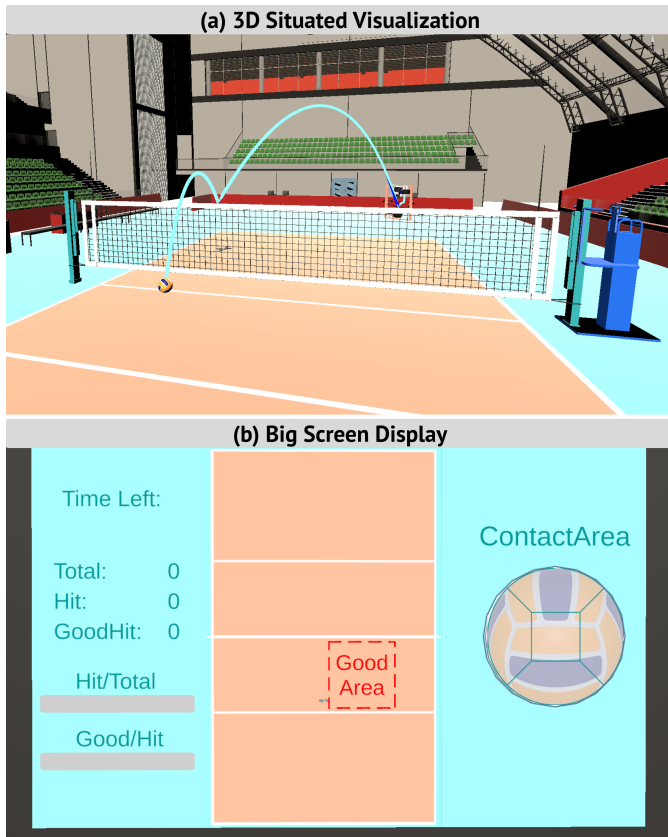 (a) 3D Situated Visualization
(b) Big Screen Display
Time Left:
Total: 0
Hit: 0
GoodHit: 0
Hit/Total
Good/Hit
Good
Area
ContactArea